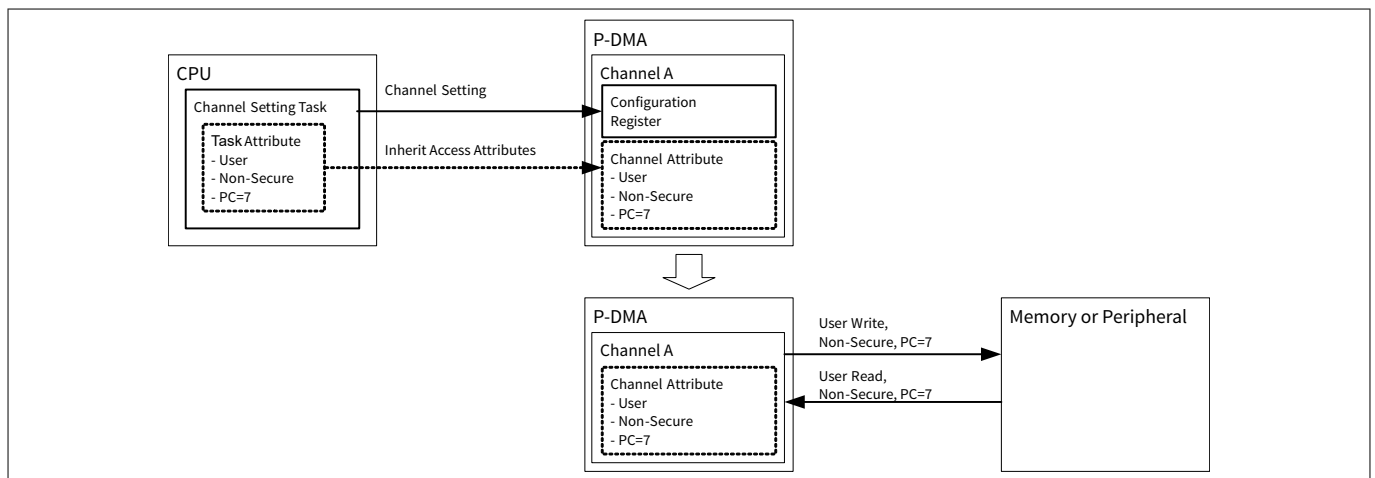 CPU
Channel Setting Task
Task Attribute
- User
- Non-Secure
- PC=7
Channel Setting
Inherit Access Attributes
P-DMA
Channel A
Configuration
Register
Channel Attribute
- User
- Non-Secure
- PC=7
P-DMA
Channel A
Channel Attribute
- User
- Non-Secure
- PC=7
User Write,
Non-Secure, PC=7
User Read,
Non-Secure, PC=7
Memory or Peripheral